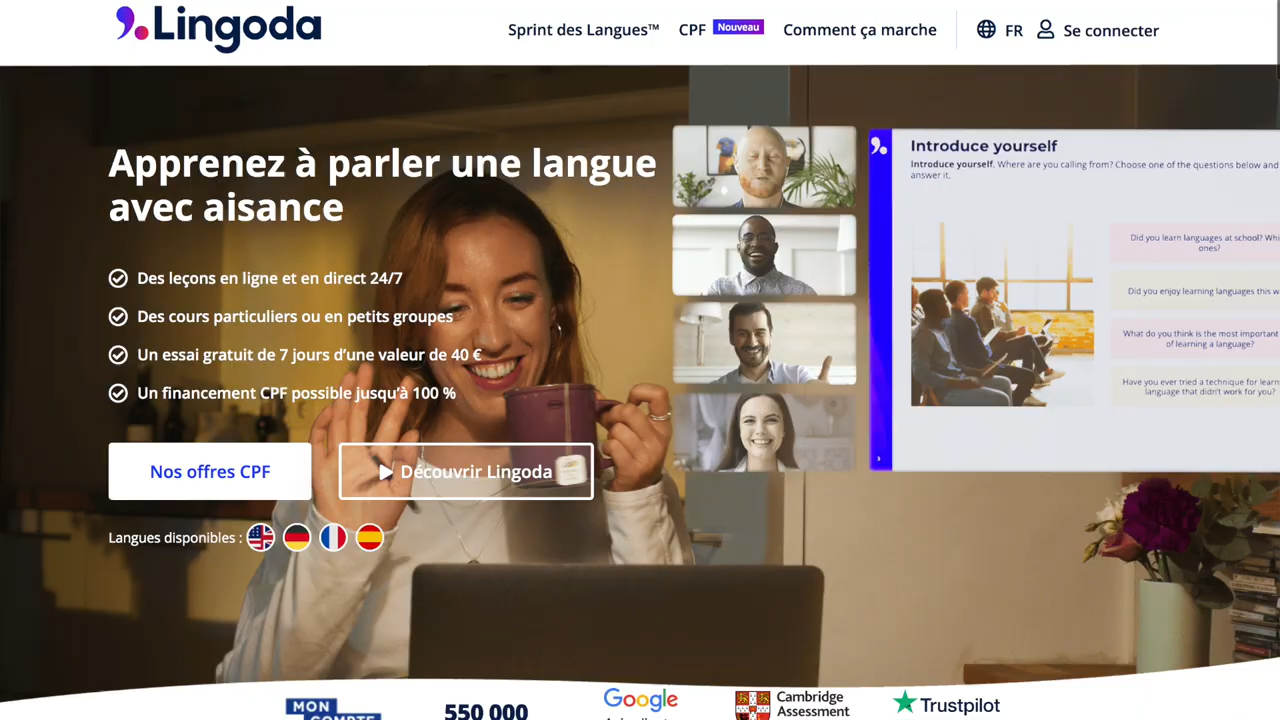 Lingoda
Sprint des Langues™
CPF
Nouveau
Comment ça marche
FR
Se connecter
Apprenez à parler une langue
avec aisance
Des leçons en ligne et en direct 24/7
Des cours particuliers ou en petits groupes
Un essai gratuit de 7 jours d'une valeur de 40 €
Un financement CPF possible jusqu'à 100 %
Nos offres CPF
Découvrir Lingoda
Langues disponibles :
Introduce yourself
Introduce yourself. Where are you calling from? Choose one of the questions below and
answer it.
Did you learn languages at school?
ones?
Did you enjoy learning languages this
What do you think is the most important
of learning a language?
Have you ever tried a technique for
language that didn't work for you?
MON
COMPTE
550 000
Google
Cambridge
Assessment
Trustpilot